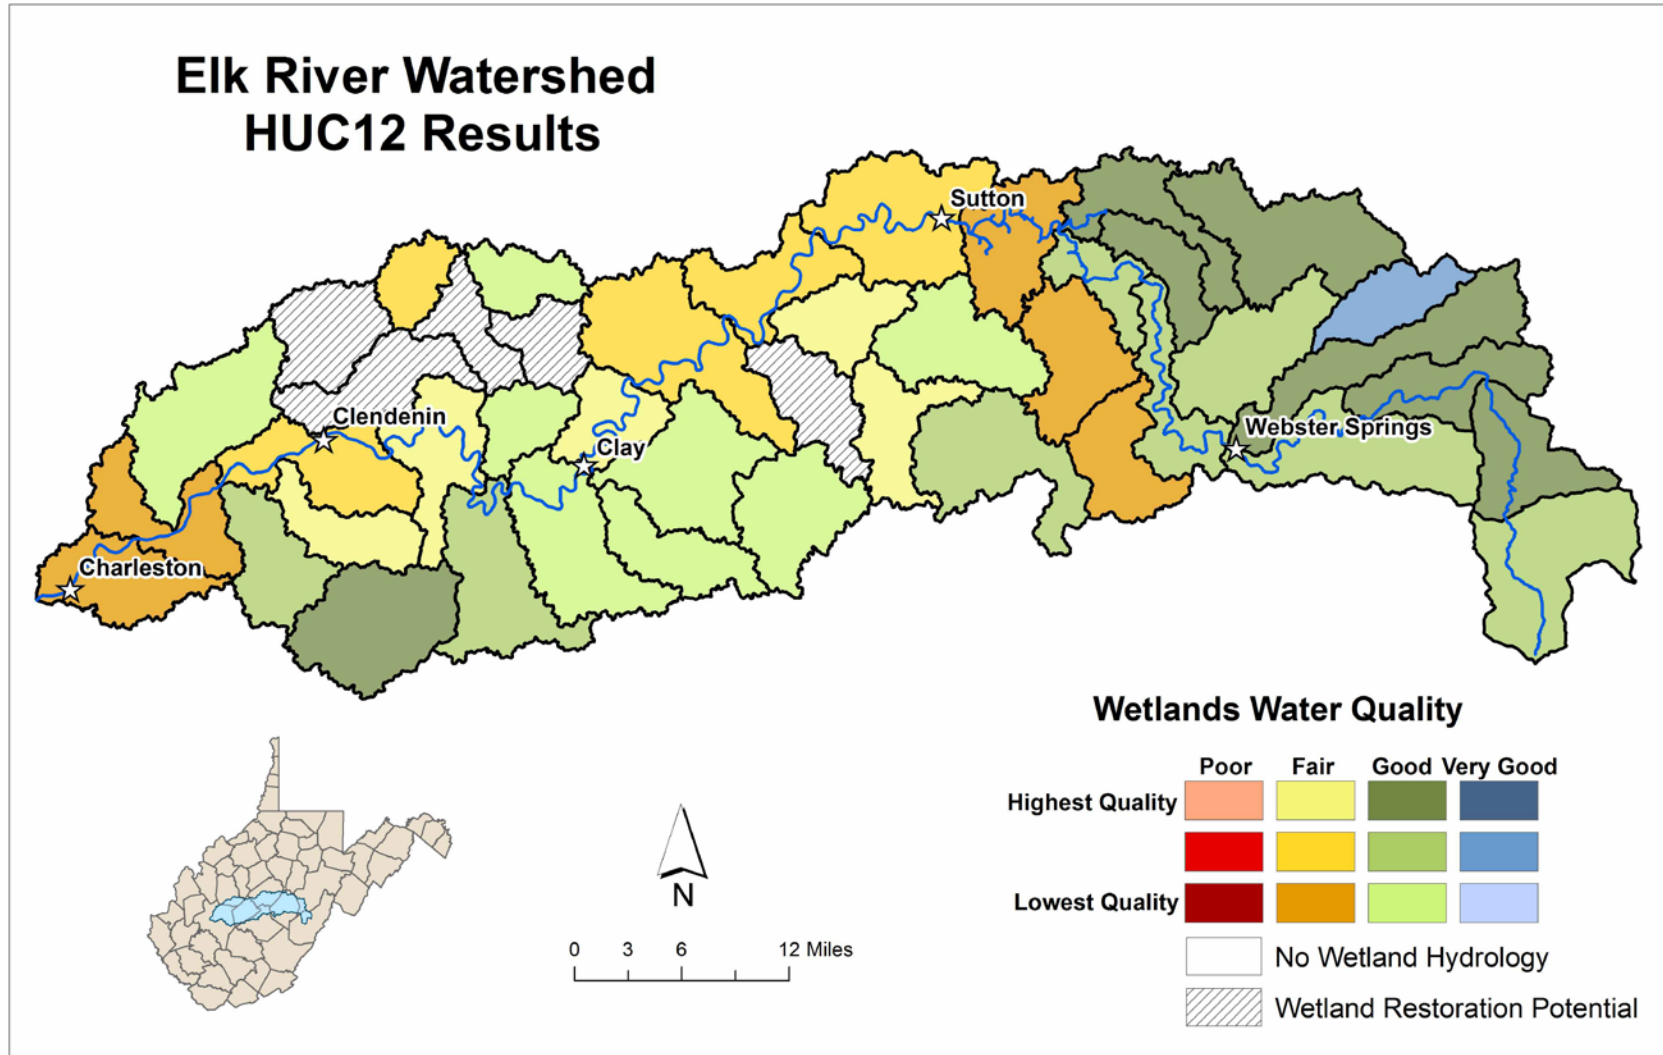 Elk River Watershed
HUC12 Results
Sutton
Clendenin
Webster Springs
Clay
Charleston
Wetlands Water Quality
Poor Fair Good Very Good
Highest Quality
Lowest Quality
No Wetland Hydrology
Wetland Restoration Potential
N
0 3 6 12 Miles